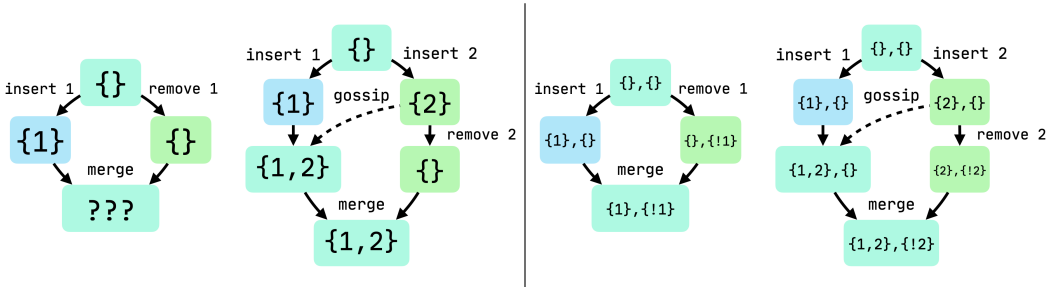 {}
insert 1
remove 1
{1}
{}
merge
???
{}
insert 1
insert 2
{1}
gossip
{2}
remove 2
{1,2}
{}
merge
{1,2}
{},{}
insert 1
remove 1
{1},{}
{},{!1}
merge
{1},{!1}
{},{}
insert 1
insert 2
{1},{}
gossip
{2},{}
remove 2
{1,2},{}
{2},{!2}
merge
{1,2},{!2}